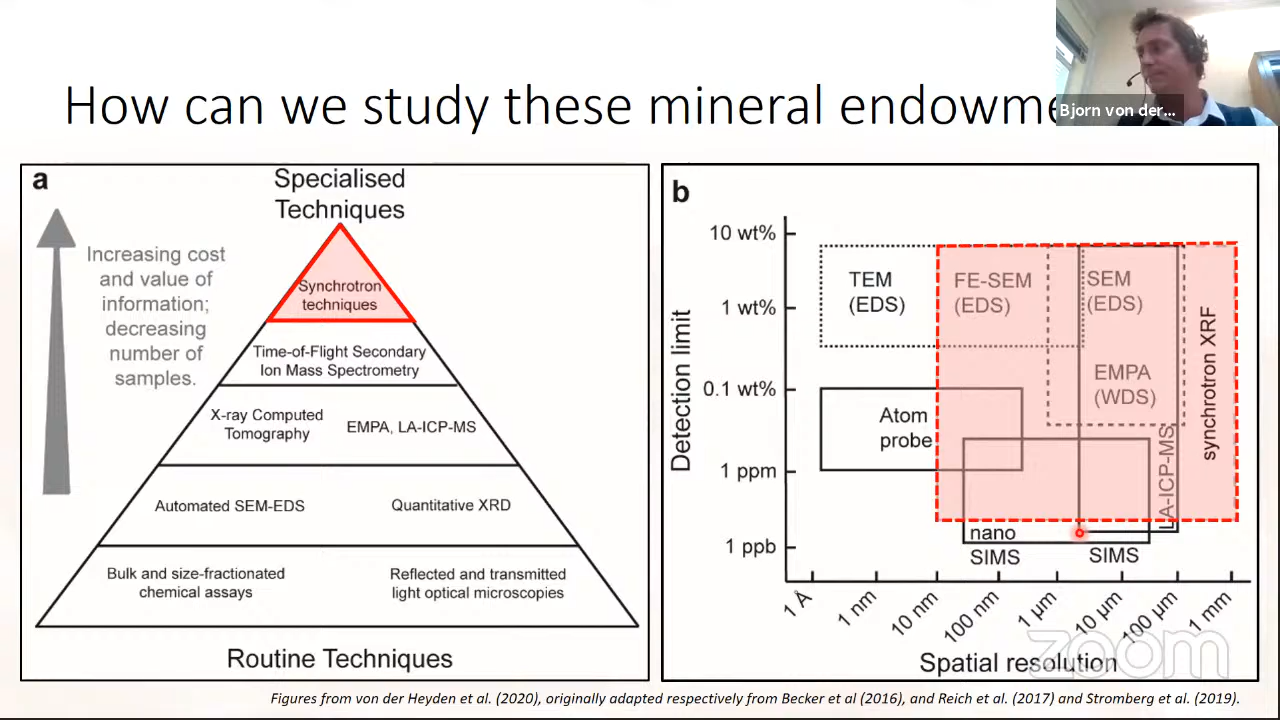 How can we study these mineral endowme
Bjorn von der...
a
Specialised
Techniques
Increasing cost
and value of
information;
decreasing
number of
samples.
Synchrotron
techniques
Time-of-Flight Secondary
Ion Mass Spectrometry
X-ray Computed
Tomography
EMPA, LA-ICP-MS
Automated SEM-EDS
Quantitative XRD
Bulk and size-fractionated
chemical assays
Reflected and transmitted
light optical microscopies
Routine Techniques
b
Detection limit
10 wt%
1 wt%
0.1 wt%
1 ppm
1 ppb
TEM
(EDS)
FE-SEM
(EDS)
SEM
(EDS)
EMPA
(WDS)
Atom
probe
LA-ICP-MS
synchrotron XRF
nano
SIMS
SIMS
1 Å
1 nm
10 nm
100 nm
1 µm
10 µm
100 µm
1 mm
Spatial resolution
zoom
Figures from von der Heyden et al. (2020), originally adapted respectively from Becker et al (2016), and Reich et al. (2017) and Stromberg et al. (2019).